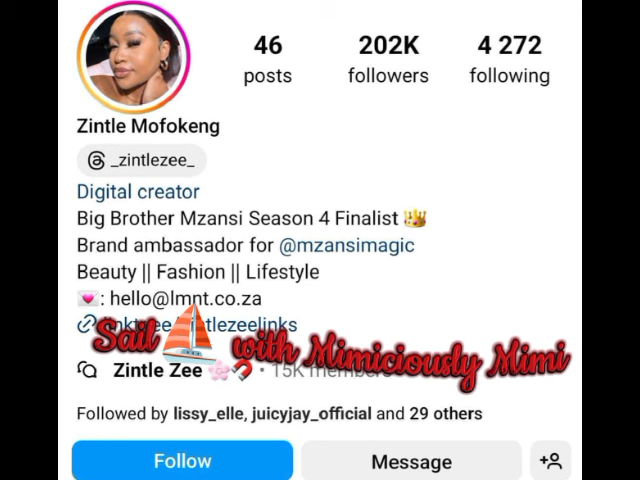 46
202K
4 272
posts
followers
following
Zintle Mofokeng
_zintlezee_
Digital creator
Big Brother Mzansi Season 4 Finalist
Brand ambassador for @mzansimagic
Beauty || Fashion || Lifestyle
: hello@lmnt.co.za
Sail with Mimiciously Mimi
Zintle Zee • 15K members
Followed by lissy_elle, juicyjay_official and 29 others
Follow
Message